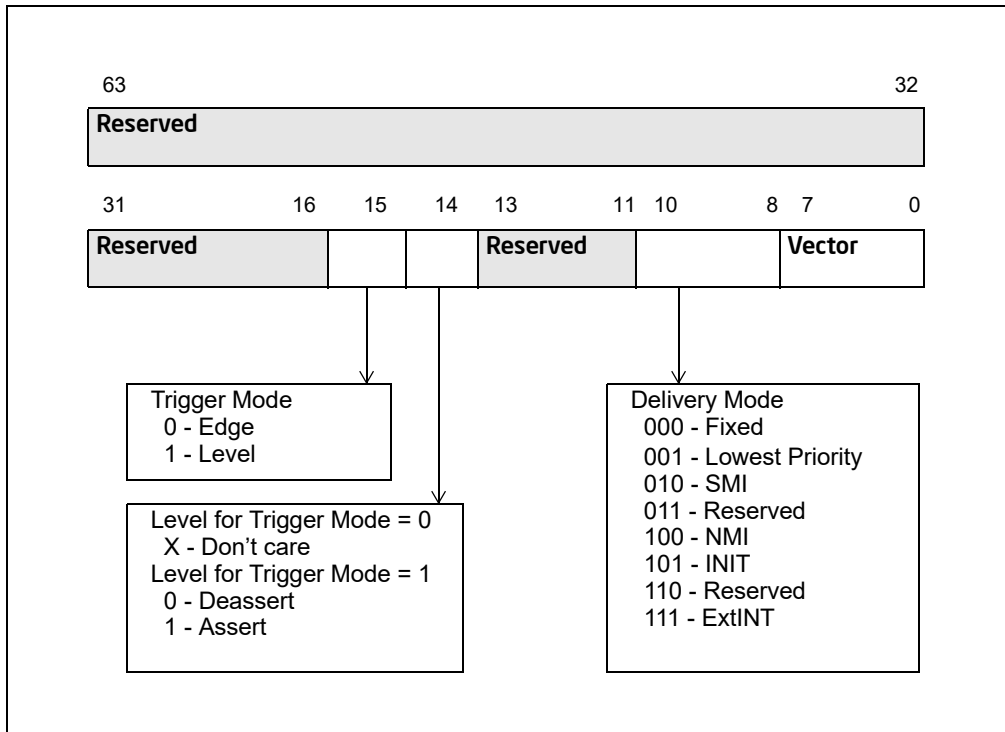 63 32
Reserved
31 16 15 14 13 11 10 8 7 0
Reserved Reserved Vector
Trigger Mode
0 - Edge
1 - Level
Level for Trigger Mode = 0
X - Don’t care
Level for Trigger Mode = 1
0 - Deassert
1 - Assert
Delivery Mode
000 - Fixed
001 - Lowest Priority
010 - SMI
011 - Reserved
100 - NMI
101 - INIT
110 - Reserved
111 - ExtINT